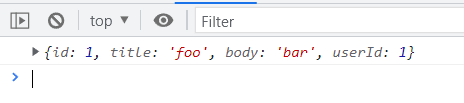 top
Filter
{id: 1, title: 'foo', body: 'bar', userId: 1}